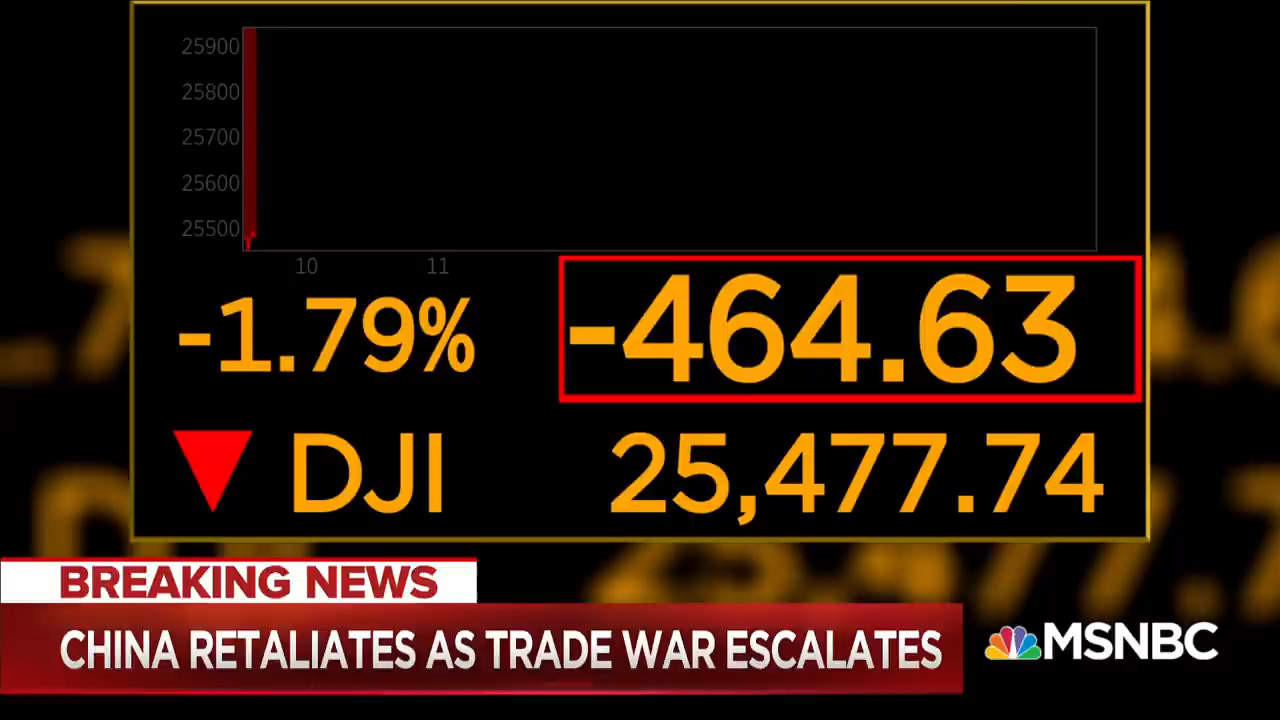 25900
25800
25700
25600
25500
10 11
-1.79% -464.63
DJI 25,477.74
BREAKING NEWS
CHINA RETALIATES AS TRADE WAR ESCALATES
MSNBC